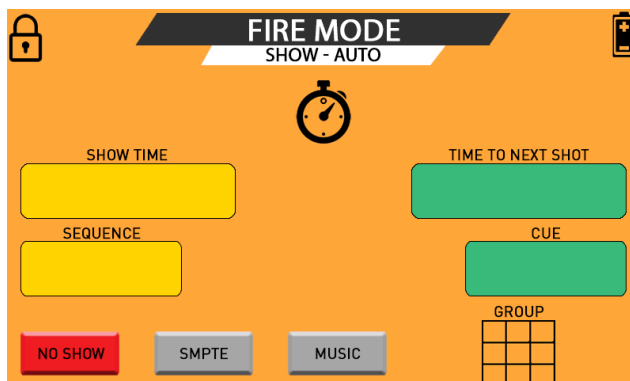 FIRE MODE
SHOW - AUTO
SHOW TIME
TIME TO NEXT SHOT
SEQUENCE
CUE
GROUP
NO SHOW
SMPTE
MUSIC